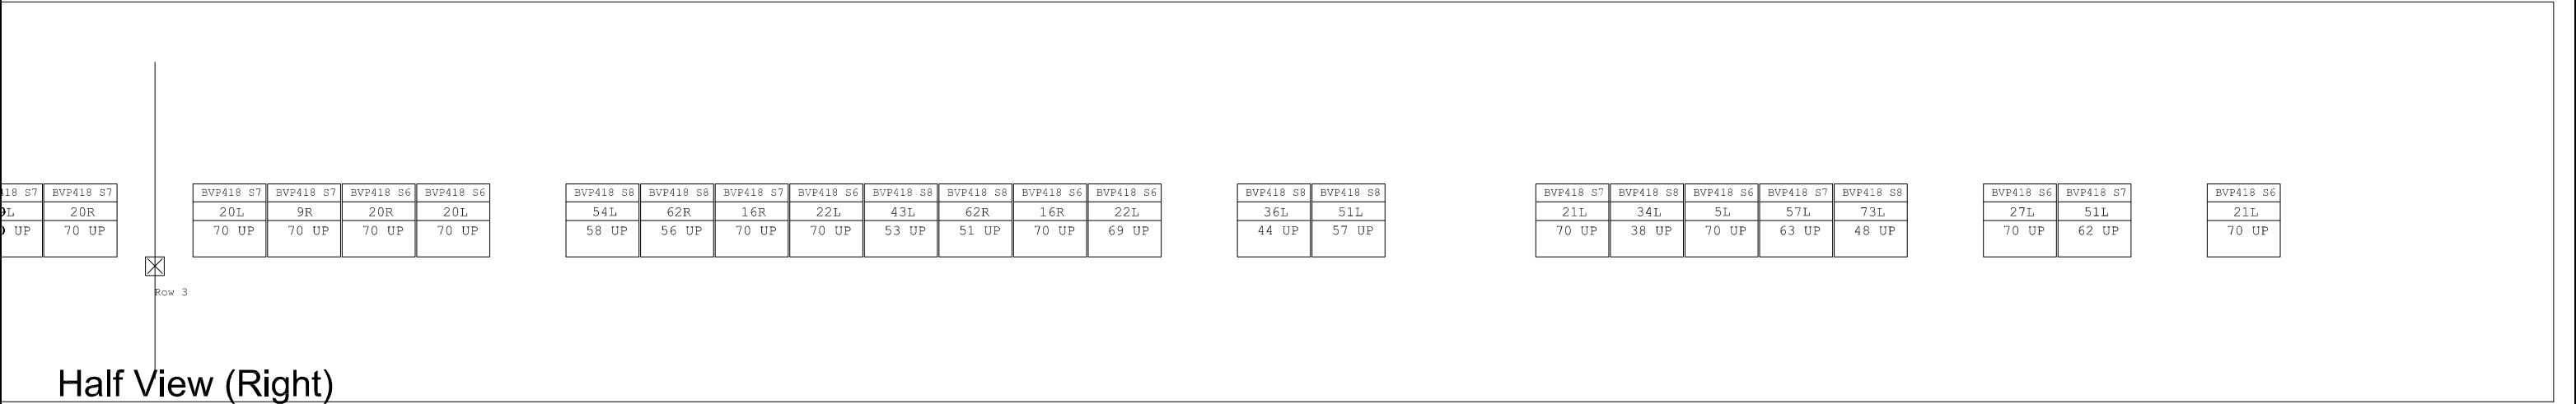 18 S7 BVP418 S7 BVP418 S7 BVP418 S7 BVP418 S6 BVP418 S6 BVP418 S8 BVP418 S8 BVP418 S7 BVP418 S6 BVP418 S8 BVP418 S8 BVP418 S6 BVP418 S6 BVP418 S8 BVP418 S8 BVP418 S7 BVP418 S8 BVP418 S6 BVP418 S7 BVP418 S8 BVP418 S6 BVP418 S7 BVP418 S6
9L 20R 20L 9R 20R 20L 54L 62R 16R 22L 43L 62R 16R 22L 36L 51L 21L 34L 5L 57L 73L 27L 51L 21L
UP 70 UP 70 UP 70 UP 70 UP 70 UP 58 UP 56 UP 70 UP 70 UP 53 UP 51 UP 70 UP 69 UP 44 UP 57 UP 70 UP 38 UP 70 UP 63 UP 48 UP 70 UP 62 UP 70 UP
Row 3
Half View (Right)